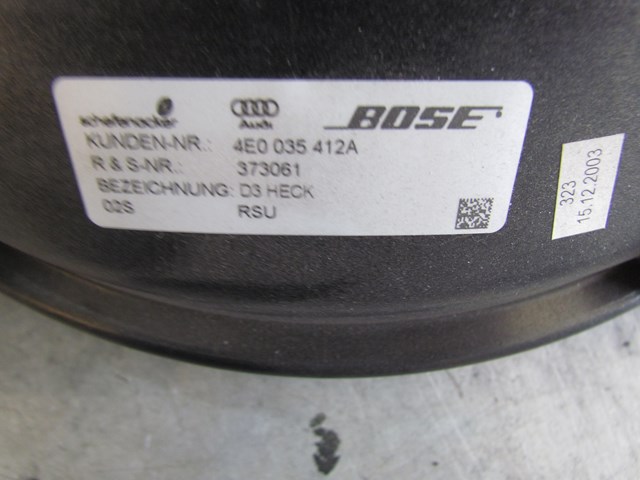 schefenacker Audi BOSE
KUNDEN-NR.: 4E0 035 412A
R & S-NR.: 373061
BEZEICHNUNG: D3 HECK
02S RSU
323
15.12.2003